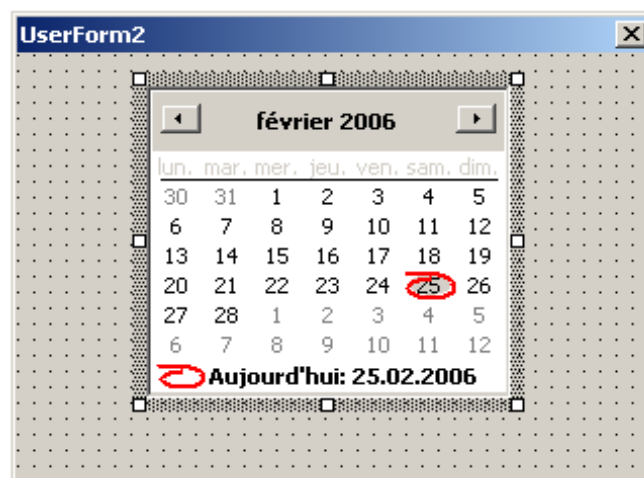 UserForm2
février 2006
lun. mar. mer. jeu. ven. sam. dim.
30 31 1 2 3 4 5
6 7 8 9 10 11 12
13 14 15 16 17 18 19
20 21 22 23 24 25 26
27 28 1 2 3 4 5
6 7 8 9 10 11 12
Aujourd'hui: 25.02.2006